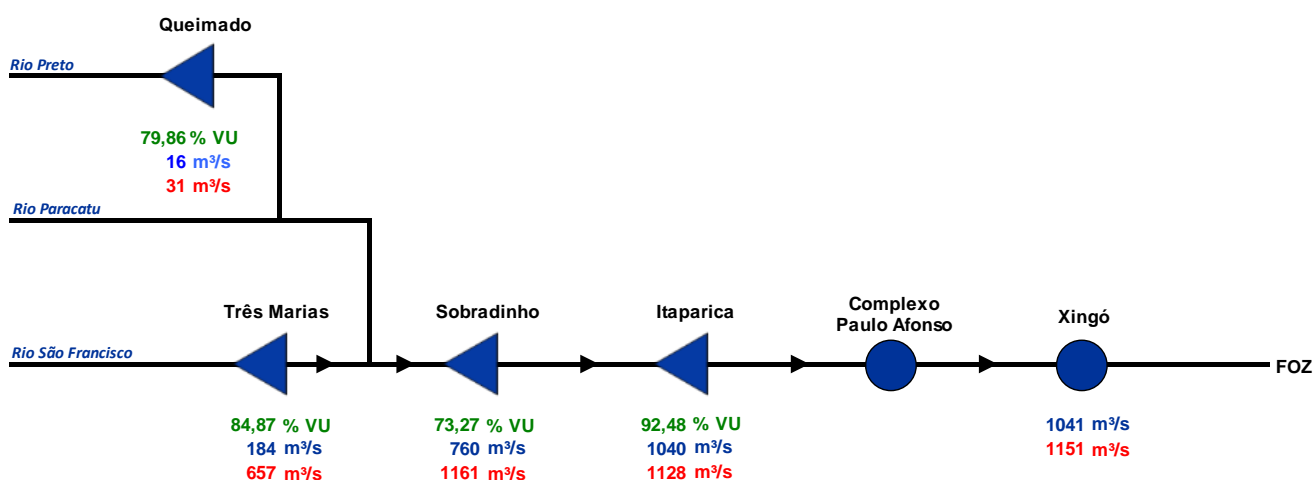 Queimado
Rio Preto
79,86 % VU
16 m³/s
31 m³/s
Rio Paracatu
Três Marias
Sobradinho
Itaparica
Complexo
Paulo Afonso
Xingó
Rio São Francisco
FOZ
84,87 % VU
184 m³/s
657 m³/s
73,27 % VU
760 m³/s
1161 m³/s
92,48 % VU
1040 m³/s
1128 m³/s
1041 m³/s
1151 m³/s